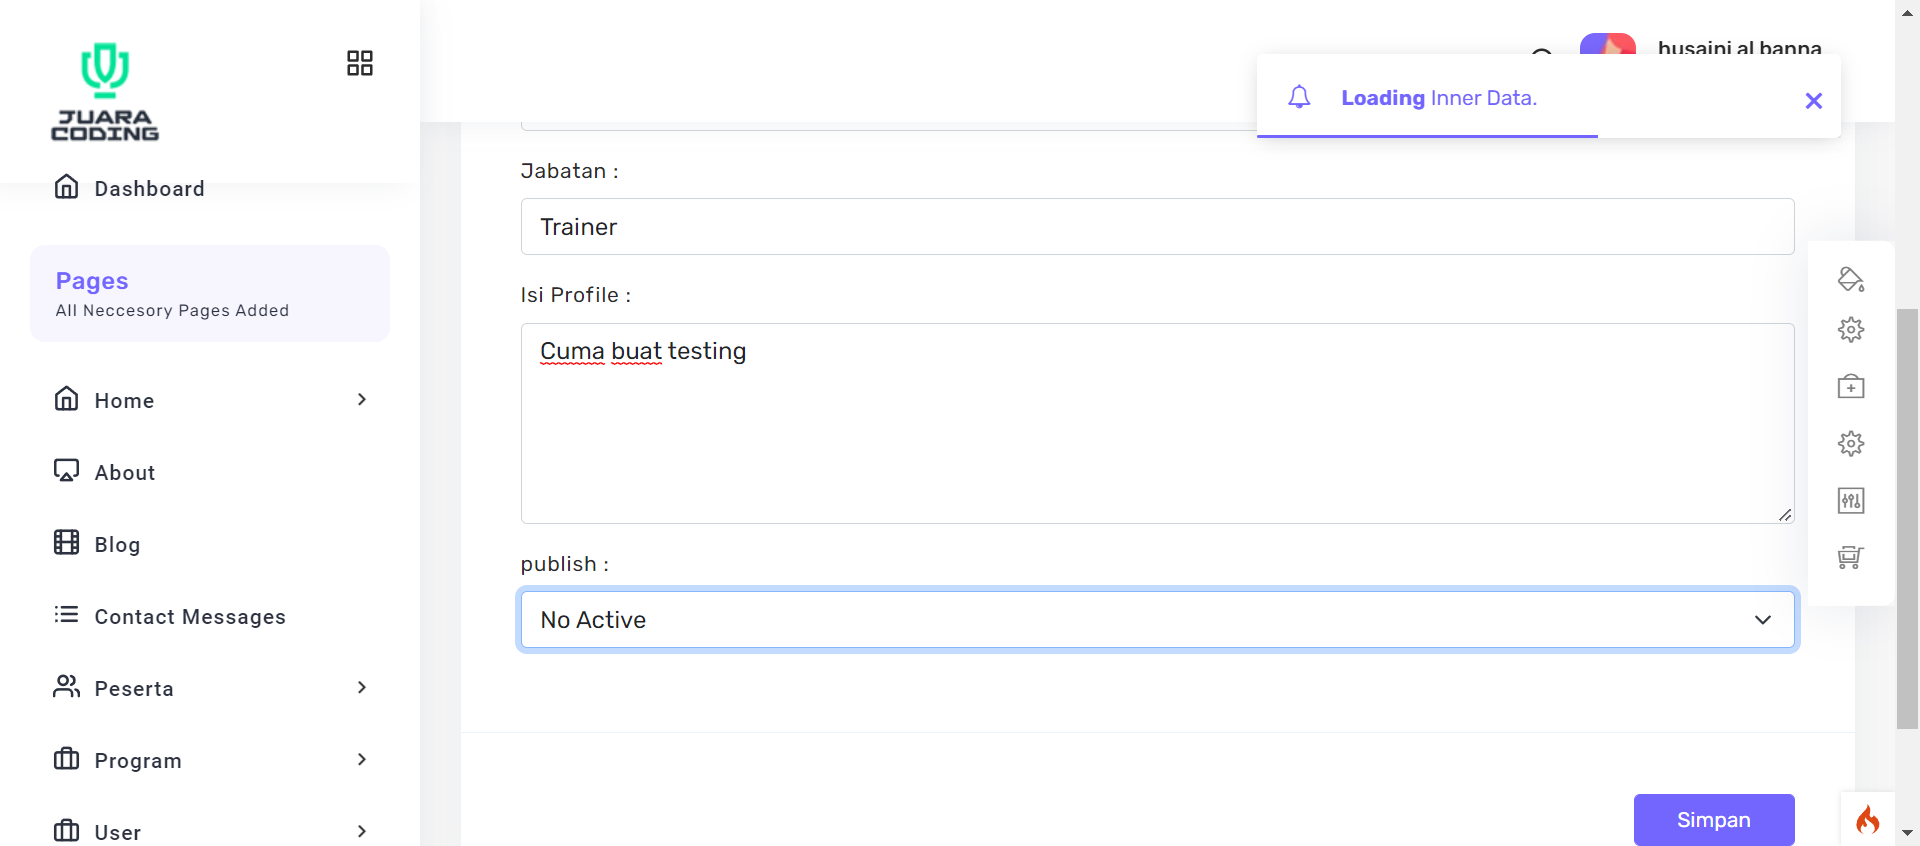 JUARA
CODING
husaini al banna
Loading Inner Data.
Dashboard
Pages
All Neccesory Pages Added
Home
About
Blog
Contact Messages
Peserta
Program
User
Jabatan :
Trainer
Isi Profile :
Cuma buat testing
publish :
No Active
Simpan